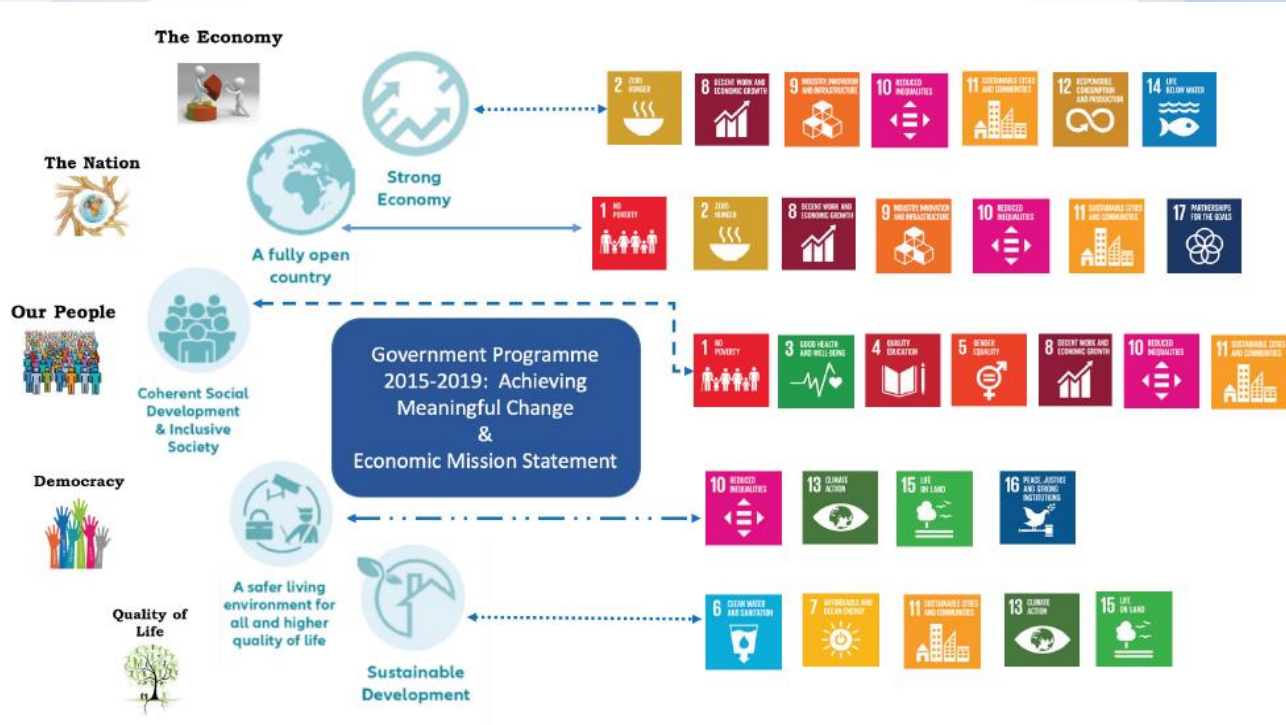 The Economy
Strong
Economy
2 ZERO
HUNGER
8 DECENT WORK AND
ECONOMIC GROWTH
9 INDUSTRY, INNOVATION
AND INFRASTRUCTURE
10 REDUCED
INEQUALITIES
11 SUSTAINABLE CITIES
AND COMMUNITIES
12 RESPONSIBLE
CONSUMPTION
AND PRODUCTION
14 LIFE
BELOW WATER
The Nation
A fully open
country
1 NO
POVERTY
2 ZERO
HUNGER
8 DECENT WORK AND
ECONOMIC GROWTH
9 INDUSTRY, INNOVATION
AND INFRASTRUCTURE
10 REDUCED
INEQUALITIES
11 SUSTAINABLE CITIES
AND COMMUNITIES
17 PARTNERSHIPS
FOR THE GOALS
Our People
Coherent Social
Development
& Inclusive
Society
Government Programme
2015-2019: Achieving
Meaningful Change
&
Economic Mission Statement
1 NO
POVERTY
3 GOOD HEALTH
AND WELL-BEING
4 QUALITY
EDUCATION
5 GENDER
EQUALITY
8 DECENT WORK AND
ECONOMIC GROWTH
10 REDUCED
INEQUALITIES
11 SUSTAINABLE CITIES
AND COMMUNITIES
Democracy
A safer living
environment for
all and higher
quality of life
10 REDUCED
INEQUALITIES
13 CLIMATE
ACTION
15 LIFE
ON LAND
16 PEACE, JUSTICE
AND STRONG
INSTITUTIONS
Quality of
Life
Sustainable
Development
6 CLEAN WATER
AND SANITATION
7 AFFORDABLE AND
CLEAN ENERGY
11 SUSTAINABLE CITIES
AND COMMUNITIES
13 CLIMATE
ACTION
15 LIFE
ON LAND